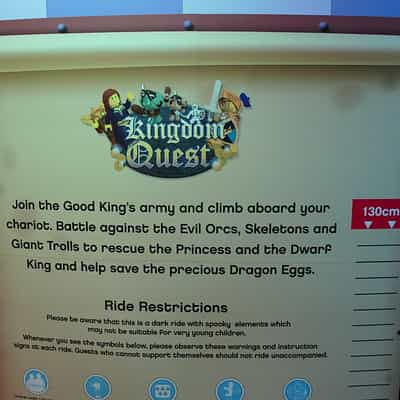 Kingdom
Quest
Join the Good King's army and climb aboard your
chariot. Battle against the Evil Orcs, Skeletons and
Giant Trolls to rescue the Princess and the Dwarf
King and help save the precious Dragon Eggs.
130cm
Ride Restrictions
Please be aware that this is a dark ride with spooky elements which
may not be suitable for very young children.
Whenever you see the symbols below, please observe these warnings and instruction
signs at each ride. Guests who cannot support themselves should not ride unaccompanied.